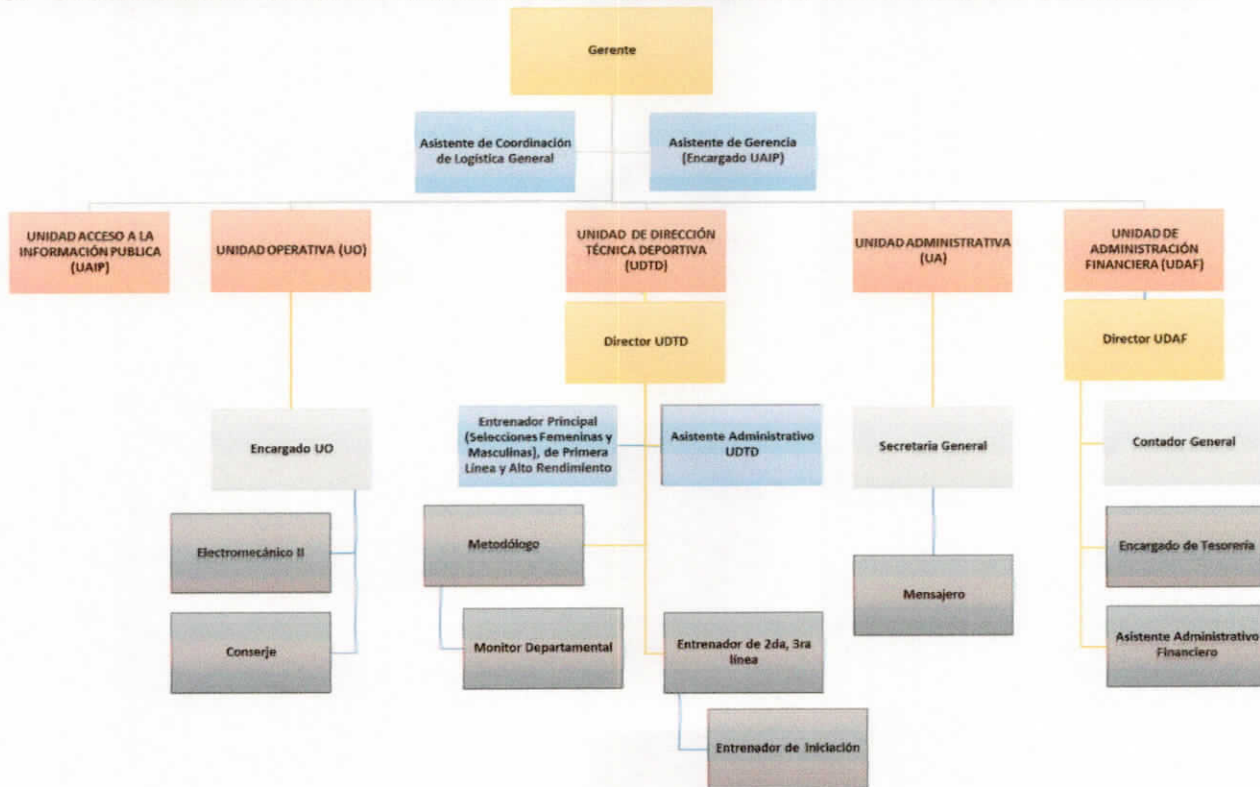 Gerente
Asistente de Coordinación
de Logística General
Asistente de Gerencia
(Encargado UAIP)
UNIDAD ACCESO A LA
INFORMACIÓN PUBLICA
(UAIP)
UNIDAD OPERATIVA (UO)
UNIDAD DE DIRECCIÓN
TÉCNICA DEPORTIVA
(UDTD)
UNIDAD ADMINISTRATIVA
(UA)
UNIDAD DE
ADMINISTRACIÓN
FINANCIERA (UDAF)
Director UDTD
Director UDAF
Encargado UO
Entrenador Principal
(Selecciones Femeninas y
Masculinas), de Primera
Línea y Alto Rendimiento
Asistente Administrativo
UDTD
Secretaria General
Contador General
Electromecánico II
Metodólogo
Mensajero
Encargado de Tesorería
Conserje
Monitor Departamental
Entrenador de 2da, 3ra
línea
Asistente Administrativo
Financiero
Entrenador de Iniciación